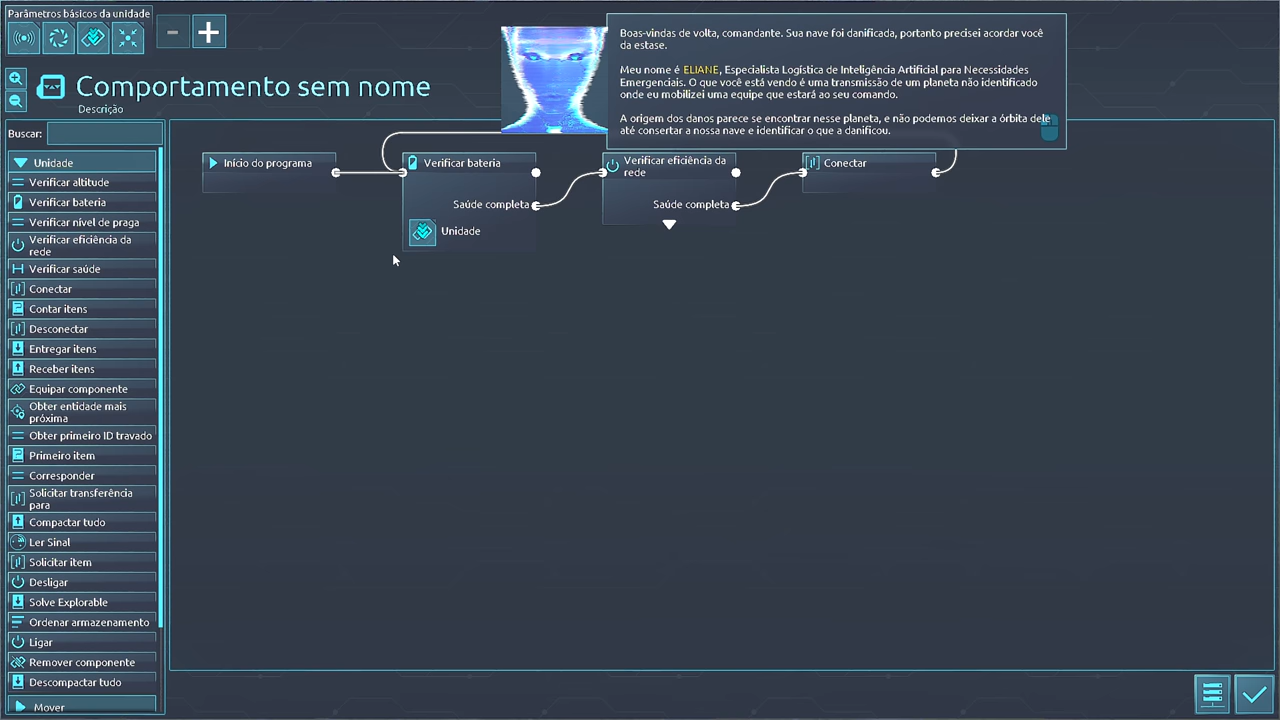 Parâmetros básicos da unidade
Comportamento sem nome
Descrição
Boas-vindas de volta, comandante. Sua nave foi danificada, portanto precisei acordar você
da estase.
Meu nome é ELIANE, Especialista Logística de Inteligência Artificial para Necessidades
Emergenciais. O que você está vendo é uma transmissão de um planeta não identificado
onde eu mobilizei uma equipe que estará ao seu comando.
A origem dos danos parece se encontrar nesse planeta, e não podemos deixar a órbita dele
até consertar a nossa nave e identificar o que a danificou.
Buscar:
Unidade
Verificar altitude
Verificar bateria
Verificar nível de praga
Verificar eficiência da
rede
Verificar saúde
Conectar
Contar itens
Desconectar
Entregar itens
Receber itens
Equipar componente
Obter entidade mais
próxima
Obter primeiro ID travado
Primeiro item
Corresponder
Solicitar transferência
para
Compactar tudo
Ler Sinal
Solicitar item
Desligar
Solve Explorable
Ordenar armazenamento
Ligar
Remover componente
Descompactar tudo
Mover
Início do programa
Verificar bateria
Saúde completa
Unidade
Verificar eficiência da
rede
Saúde completa
Conectar